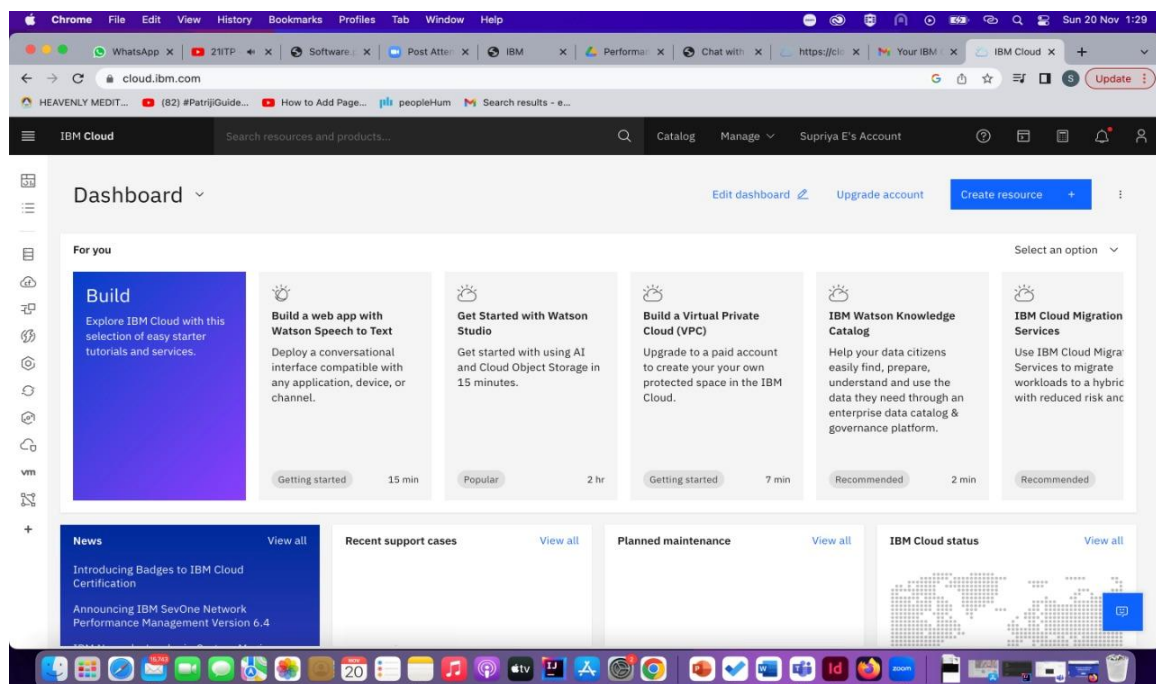 Chrome File Edit View History Bookmarks Profiles Tab Window Help
Sun 20 Nov 1:29
WhatsApp
21ITP
Software
Post Atten
IBM
Performan
Chat with
https://clo
Your IBM C
IBM Cloud
cloud.ibm.com
Update
HEAVENLY MEDIT... (82) #PatrijiGuide... How to Add Page... peopleHum Search results - e...
IBM Cloud
Search resources and products...
Catalog Manage Supriya E's Account
Dashboard
Edit dashboard Upgrade account Create resource +
For you
Select an option
Build
Explore IBM Cloud with this
selection of easy starter
tutorials and services.
Build a web app with
Watson Speech to Text
Deploy a conversational
interface compatible with
any application, device, or
channel.
Getting started 15 min
Get Started with Watson
Studio
Get started with using AI
and Cloud Object Storage in
15 minutes.
Popular 2 hr
Build a Virtual Private
Cloud (VPC)
Upgrade to a paid account
to create your your own
protected space in the IBM
Cloud.
Getting started 7 min
IBM Watson Knowledge
Catalog
Help your data citizens
easily find, prepare,
understand and use the
data they need through an
enterprise data catalog &
governance platform.
Recommended 2 min
IBM Cloud Migration
Services
Use IBM Cloud Migra
Services to migrate
workloads to a hybric
with reduced risk and
Recommended
vm
News View all
Introducing Badges to IBM Cloud
Certification
Announcing IBM SevOne Network
Performance Management Version 6.4
Recent support cases View all
Planned maintenance View all
IBM Cloud status View all
16,743
NOV
20
tv
Id
zoom